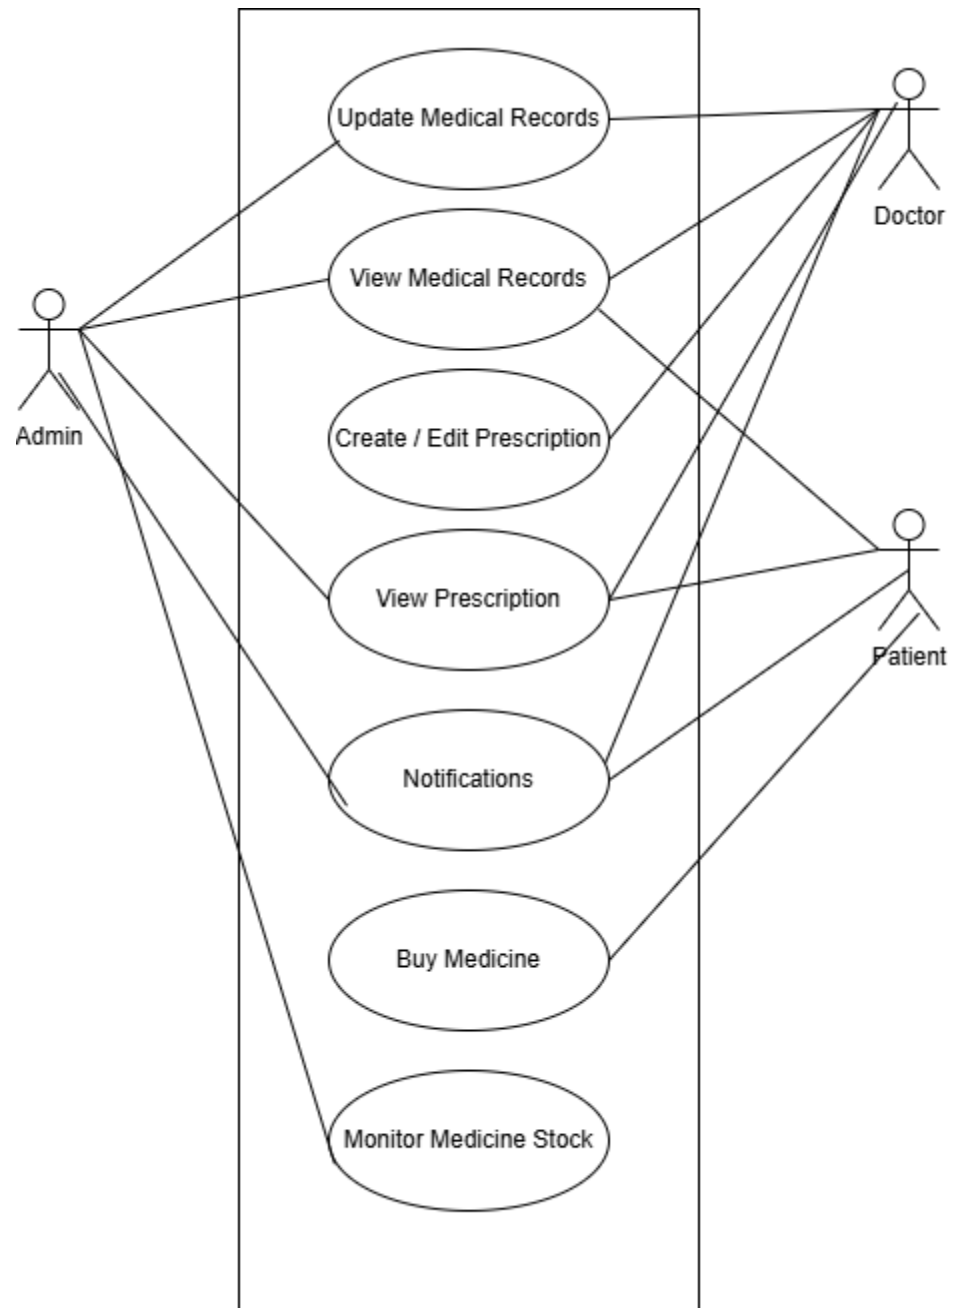 Update Medical Records
Doctor
View Medical Records
Admin
Create / Edit Prescription
View Prescription
Patient
Notifications
Buy Medicine
Monitor Medicine Stock